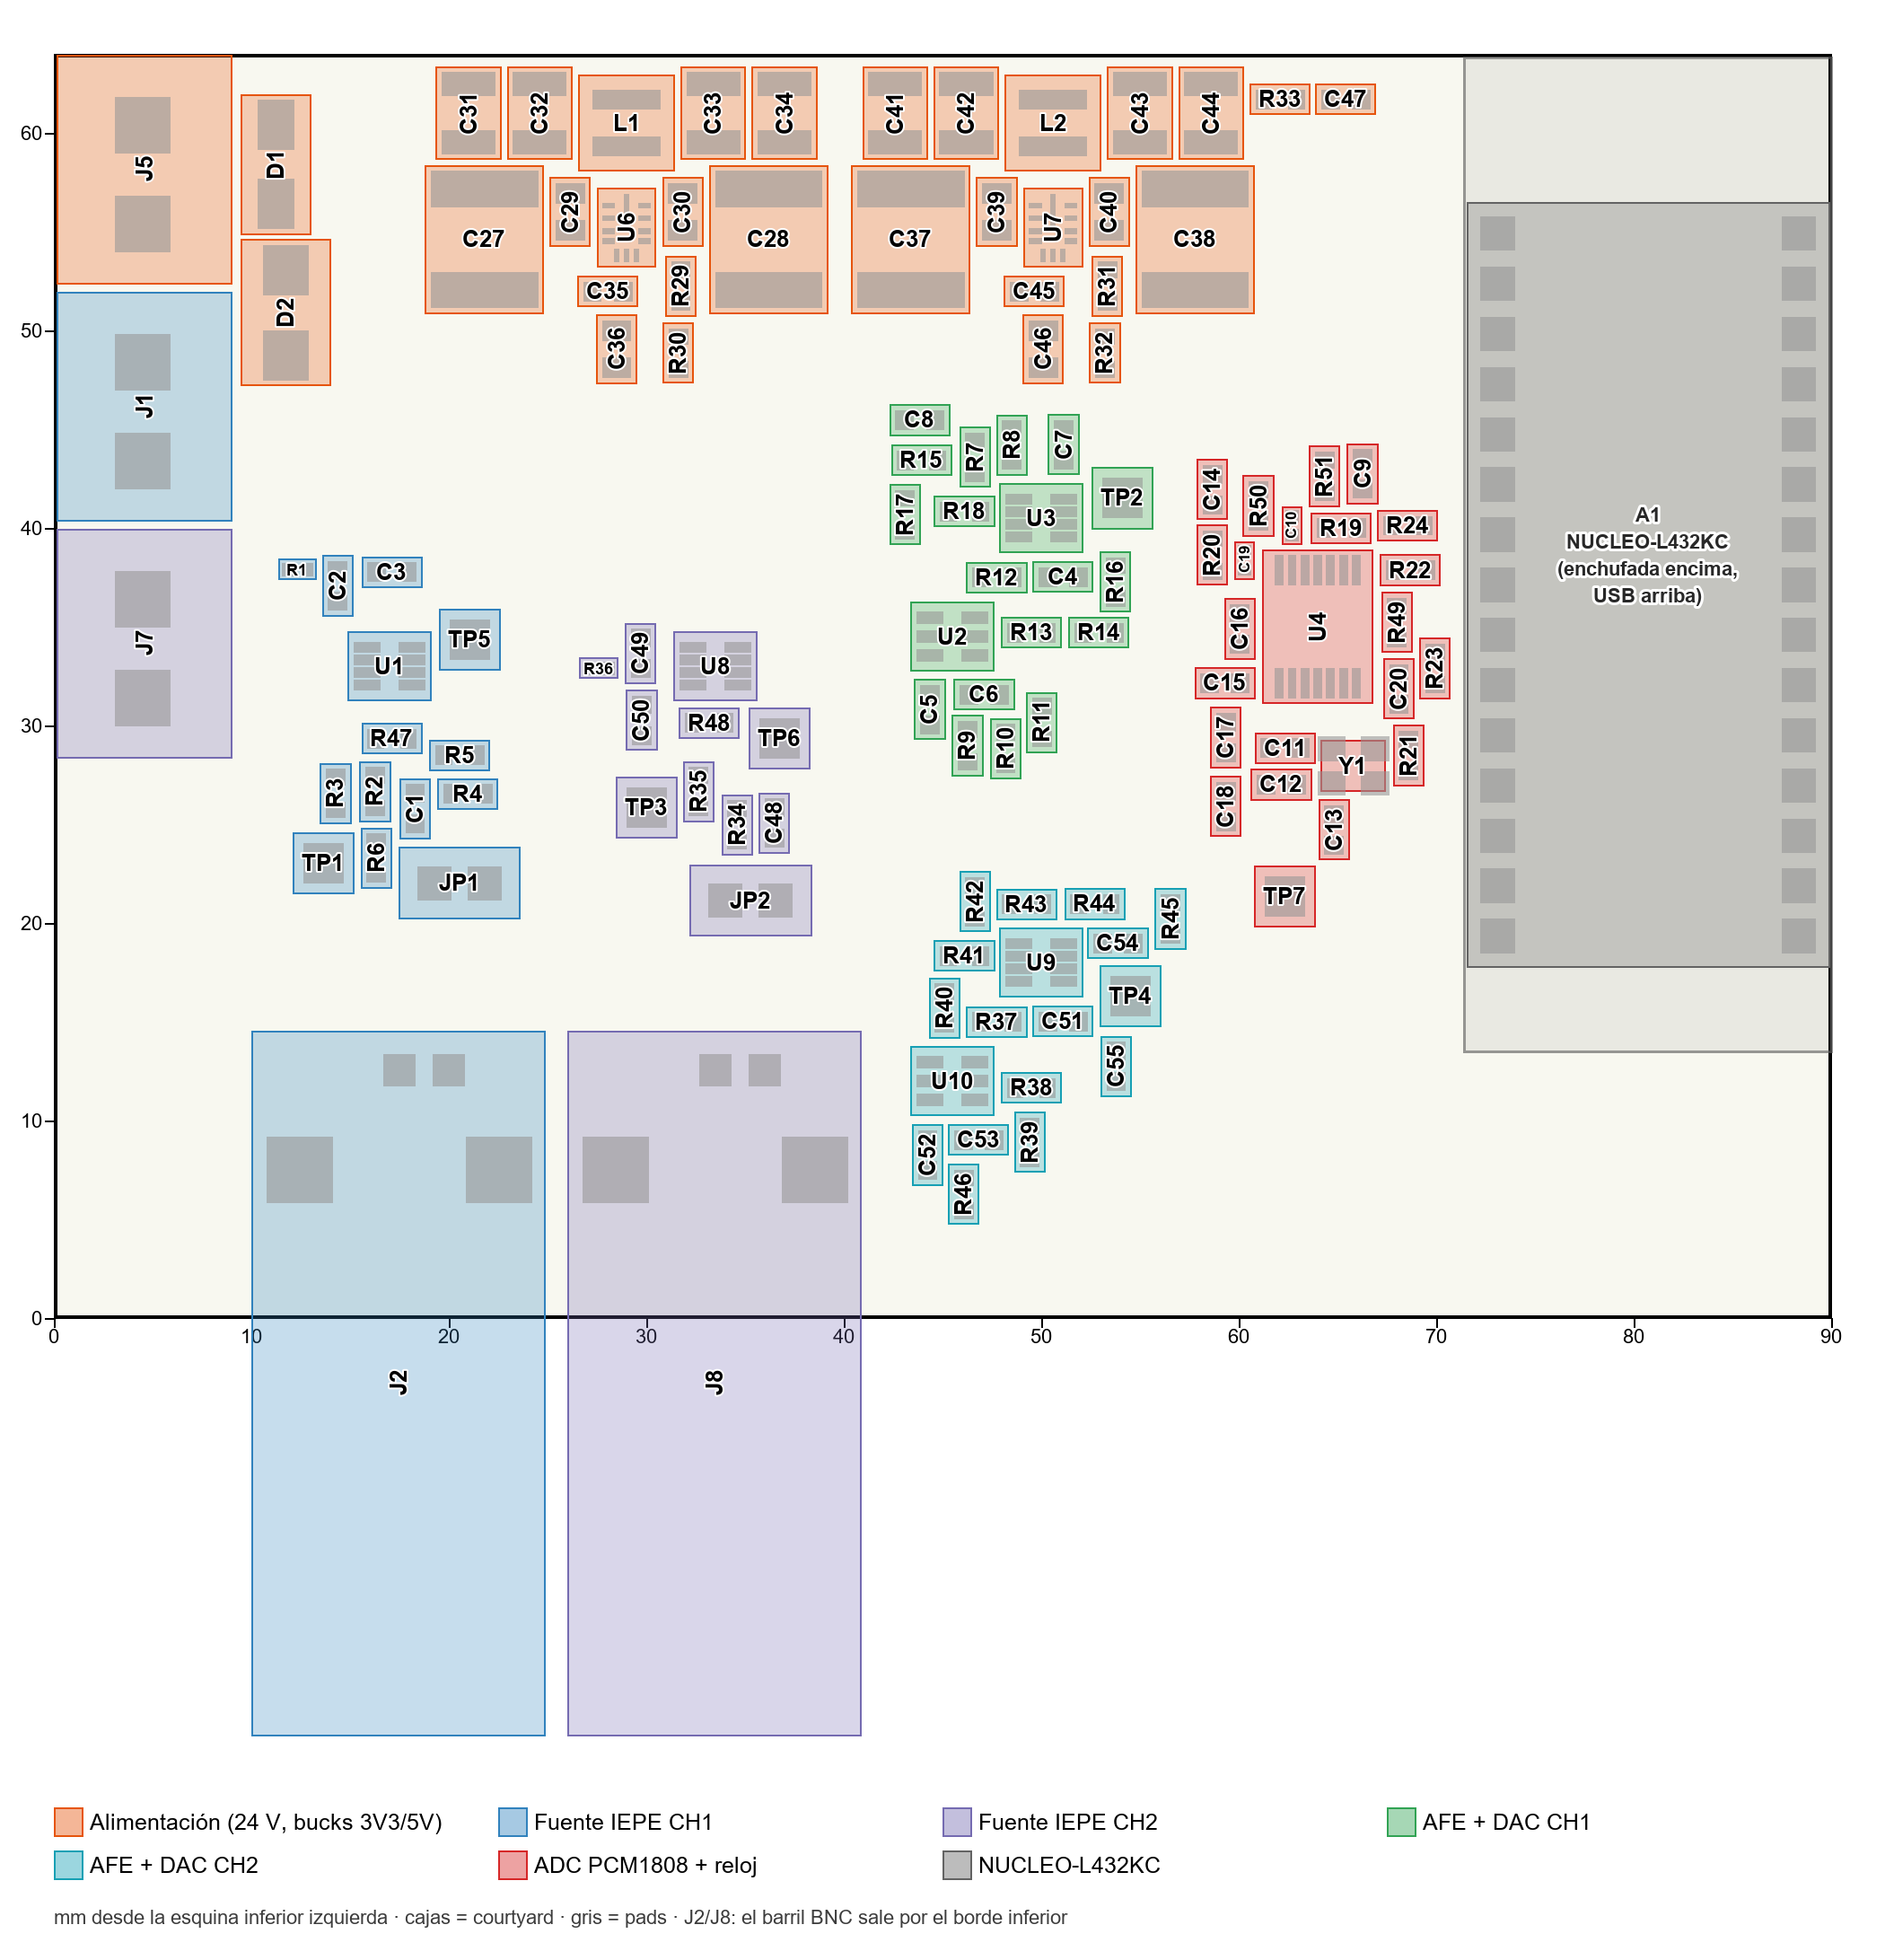 C31 C32 L1 C33 C34 C41 C42 L2 C43 C44 R33 C47
60
J5 D1
C29 U6 C30 C39 U7 C40
C27 C28 C37 C38
D2 C35 R29 C45 R31
50
C36 R30 C46 R32
J1
C8
R15 R7 R8 C7
R51 C9
C14 R50
TP2
R17 R18 U3
C10 R19 R24
40
R20 C19
A1
NUCLEO-L432KC
(enchufada encima,
USB arriba)
R1 C2 C3
R12 C4 R16
R22
J7
TP5
U2 R13 R14
C16 U4 R49
U1
R36 C49 U8
C15 R23
C20
C5 C6
30
C50 R48 TP6
R11
R9 R10
C17 C11 R21
R47
R5
Y1
R3 R2 C1 R4
TP3 R35 R34 C48
C18 C12
C13
TP1 R6 JP1
JP2
TP7
20
R42 R43 R44 R45
R41 U9 C54
TP4
R40 R37 C51
U10 R38 C55
10
C52 C53 R39
R46
0
0 10 20 30 40 50 60 70 80 90
J2 J8
Alimentación (24 V, bucks 3V3/5V) Fuente IEPE CH1 Fuente IEPE CH2 AFE + DAC CH1
AFE + DAC CH2 ADC PCM1808 + reloj NUCLEO-L432KC
mm desde la esquina inferior izquierda · cajas = courtyard · gris = pads · J2/J8: el barril BNC sale por el borde inferior